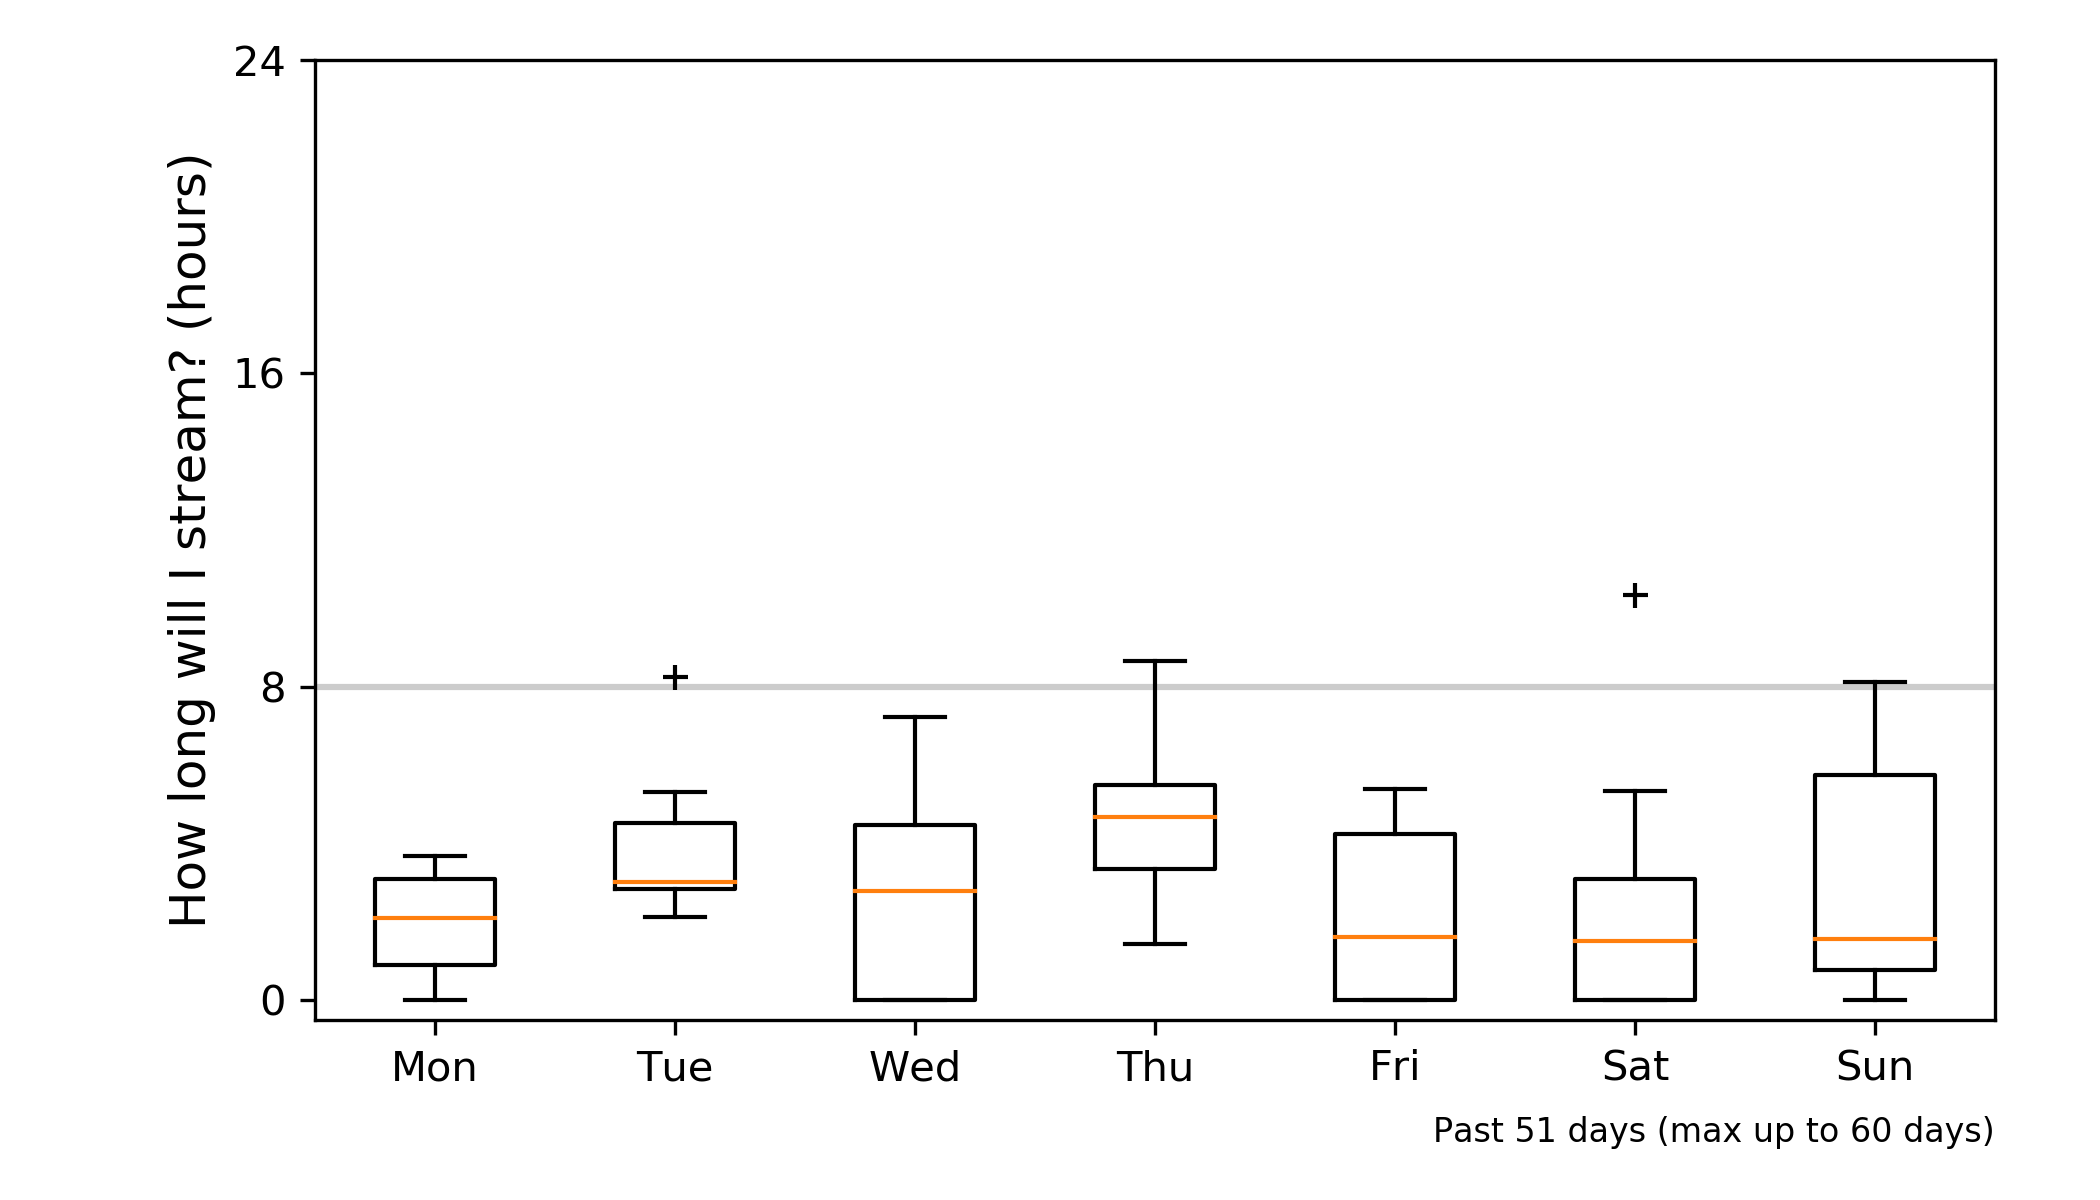 How long will I stream? (hours)
24
16
8
0
Mon Tue Wed Thu Fri Sat Sun
Past 51 days (max up to 60 days)